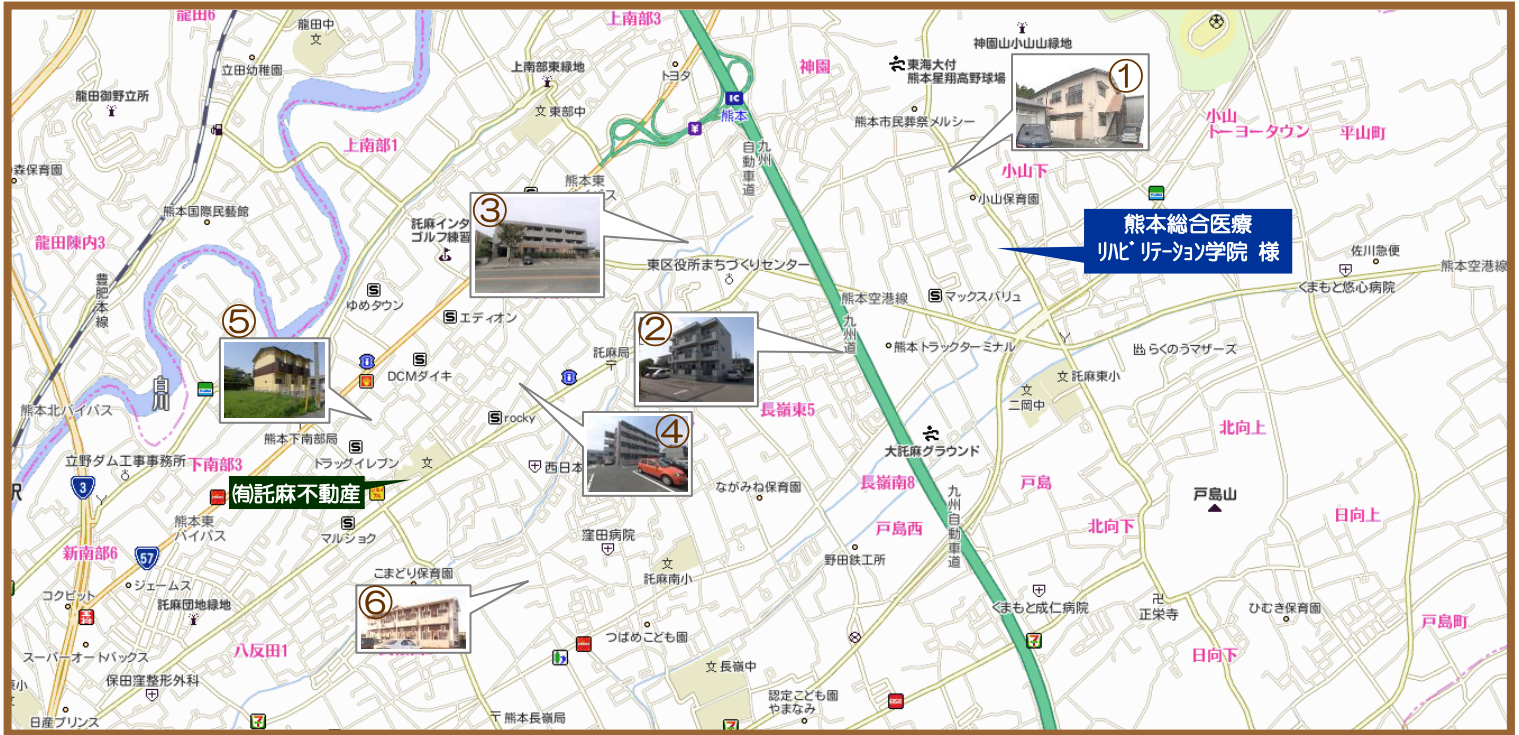 龍田6
龍田中
文
立田幼稚園
龍田御野立所
上南部3
上南部東緑地
トヨタ
文 東部中
IC
熊本
¥
神園
東海大付
熊本星翔高野球場
神園山小山山緑地
①
熊本市民葬祭メルシー
小山
トーヨータウン
平山町
小山下
小山保育園
上南部1
森保育園
熊本国際民藝館
龍田陳内3
豊肥本線
九州
自動車道
熊本東
③
託麻インタ
ゴルフ練習
東区役所まちづくりセンター
熊本総合医療
リハビリテーション学院 様
佐川急便
くまもと悠心病院
熊本空港線
熊本空港線
S マックスバリュ
九州道
ゆめタウン
S エディオン
⑤
②
託麻局
熊本トラックターミナル
らくのうマザーズ
DCMダイキ
白川
熊本北バイパス
S rocky
長嶺東5
文 託麻東小
文
二岡中
④
北向上
大託麻グラウンド
熊本下南部局
ドラッグイレブン
文
立野ダム工事事務所
下南部3
西日本
㈲託麻不動産
ながみね保育園
長嶺南8
戸島
戸島山
3
熊本東
バイパス
マルショク
窪田病院
戸島西
九州自動車道
北向下
日向上
新南部6
57
野田鉄工所
こまどり保育園
文
託麻南小
ジェームス
コクピット
託麻団地緑地
⑥
くまもと成仁病院
正栄寺
ひむき保育園
戸島町
つばめこども園
八反田1
スーパーオートバックス
日向下
保田窪整形外科
文 長嶺中
認定こども園
やまなみ
日産プリンス
熊本長嶺局